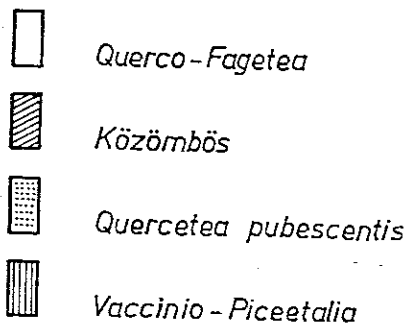 Querco-Fagetea
Közömbös
Quercetea pubescentis
Vaccinio-Piceetalia